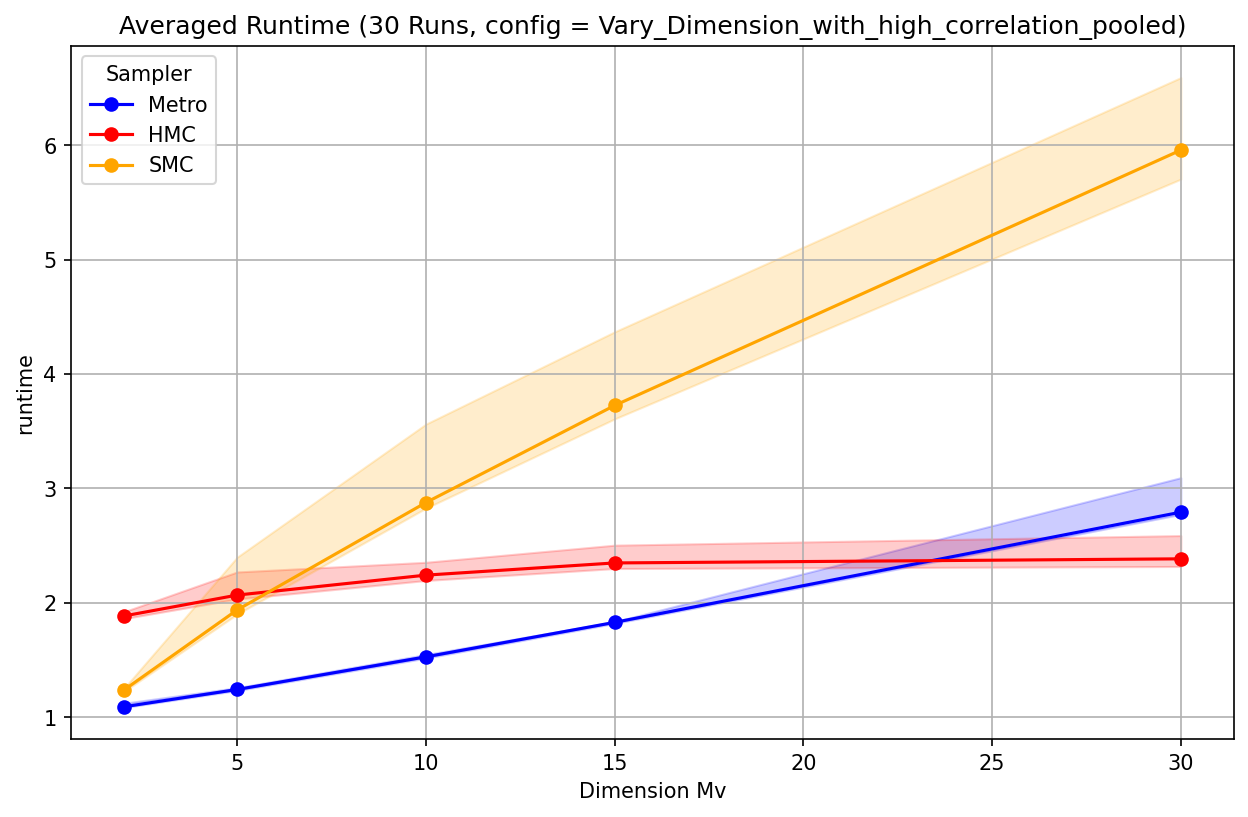 Averaged Runtime (30 Runs, config = Vary_Dimension_with_high_correlation_pooled)
Sampler
Metro
HMC
SMC
6
5
4
3
2
1
runtime
5 10 15 20 25 30
Dimension Mv